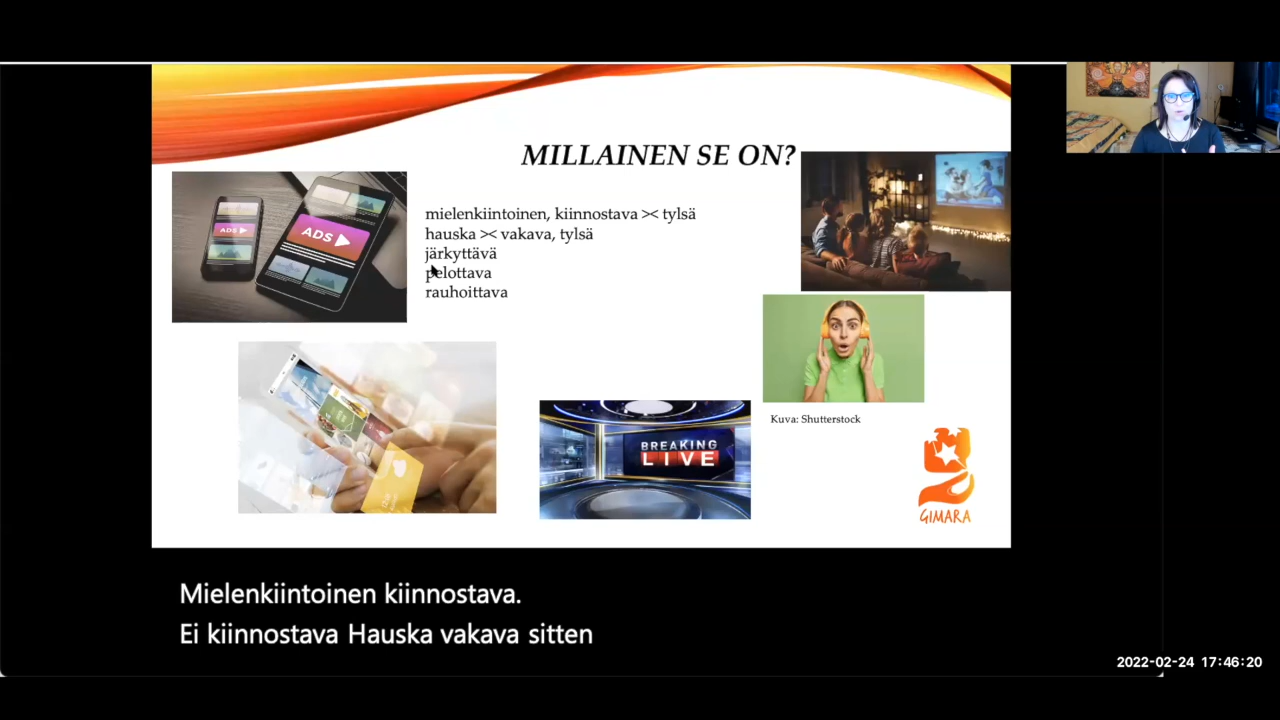 MILLAINEN SE ON?
mielenkiintoinen, kiinnostava >< tylsä
hauska >< vakava, tylsä
järkyttävä
pelottava
rauhoittava
ADS
ADS
BREAKING
LIVE
Kuva: Shutterstock
GIMARA
Mielenkiintoinen kiinnostava.
Ei kiinnostava Hauska vakava sitten
2022-02-24 17:46:20